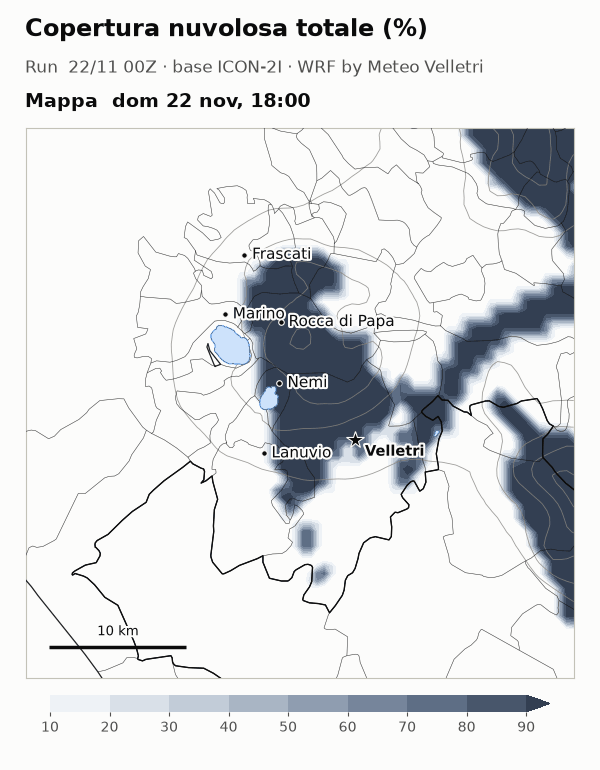 Copertura nuvolosa totale (%)
Run  22/11 00Z · base ICON-2I · WRF by Meteo Velletri
Mappa  dom 22 nov, 18:00
Frascati
Marino
Rocca di Papa
Nemi
Velletri
Lanuvio
10 km
10 20 30 40 50 60 70 80 90